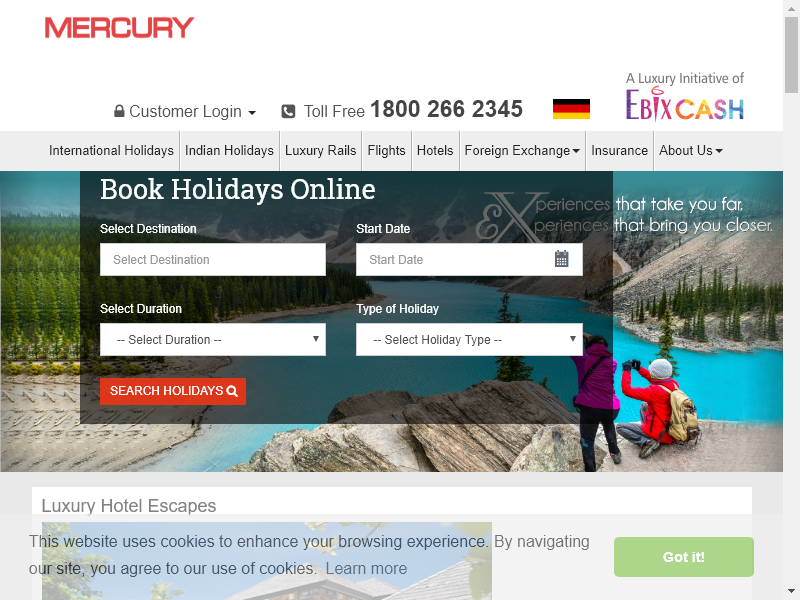 MERCURY
A Luxury Initiative of
EBIXCASH
Customer Login
Toll Free 1800 266 2345
International Holidays
Indian Holidays
Luxury Rails
Flights
Hotels
Foreign Exchange
Insurance
About Us
Book Holidays Online
eXperiences that take you far.
eXperiences that bring you closer.
Select Destination
Start Date
Select Destination
Start Date
Select Duration
Type of Holiday
-- Select Duration --
-- Select Holiday Type --
SEARCH HOLIDAYS
Luxury Hotel Escapes
This website uses cookies to enhance your browsing experience. By navigating
our site, you agree to our use of cookies. Learn more
Got it!